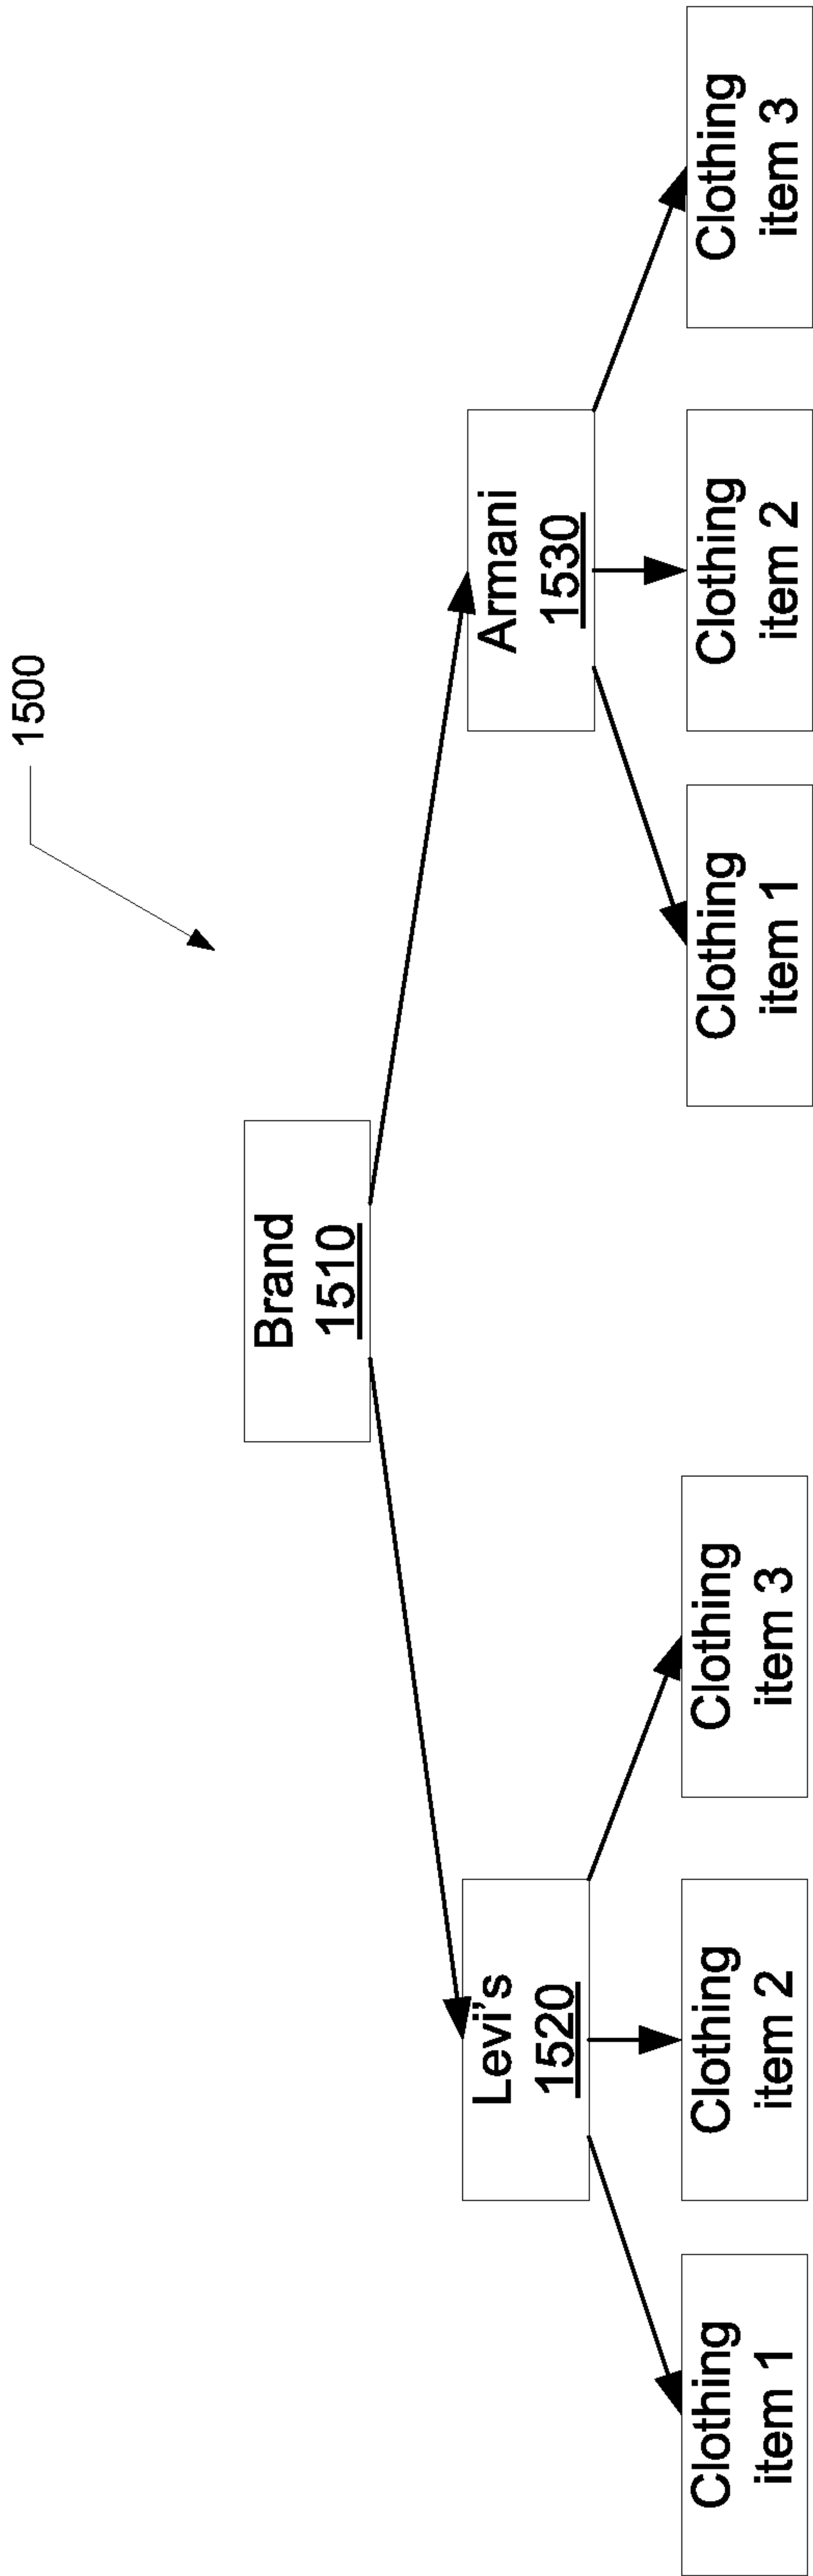 1500
Brand
1510
Levi's
1520
Armani
1530
Clothing
item 1
Clothing
item 2
Clothing
item 3
Clothing
item 1
Clothing
item 2
Clothing
item 3